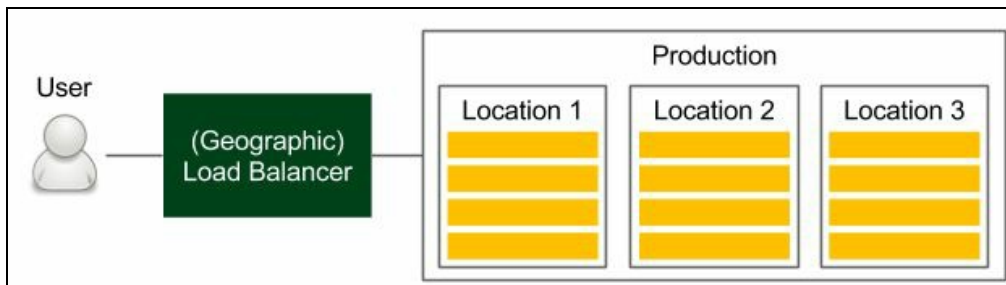 Production
User
Location 1
Location 2
Location 3
(Geographic)
Load Balancer